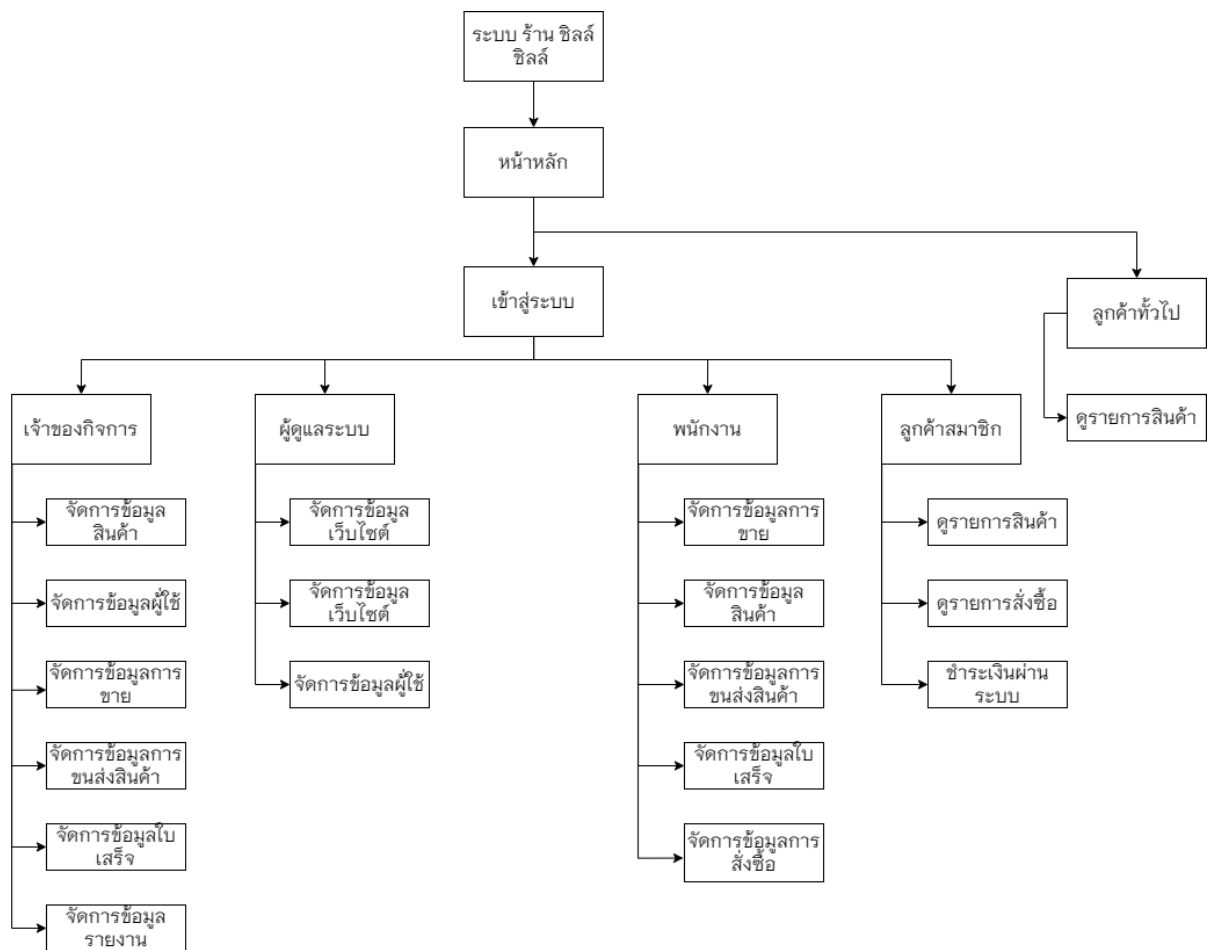 ระบบ ร้าน ชิลล์
ชิลล์
หน้าหลัก
เข้าสู่ระบบ
ลูกค้าทั้วไป
ดูรายการสินค้า
เจ้าของกิจการ
จัดการข้อมูล
สินค้า
จัดการข้อมูลผู้ใช้
จัดการข้อมูลการ
ขาย
จัดการข้อมูลการ
ขนส่งสินค้า
จัดการข้อมูลใบ
เสร็จ
จัดการข้อมูล
รายงาน
ผู้ดูแลระบบ
จัดการข้อมูล
เว็บไซต์
จัดการข้อมูล
เว็บไซต์
จัดการข้อมูลผู้ใช้
พนักงาน
จัดการข้อมูลการ
ขาย
จัดการข้อมูล
สินค้า
จัดการข้อมูลการ
ขนส่งสินค้า
จัดการข้อมูลใบ
เสร็จ
จัดการข้อมูลการ
สั่งซื้อ
ลูกค้าสมาชิก
ดูรายการสินค้า
ดูรายการสั่งซื้อ
ชำระเงินผ่าน
ระบบ